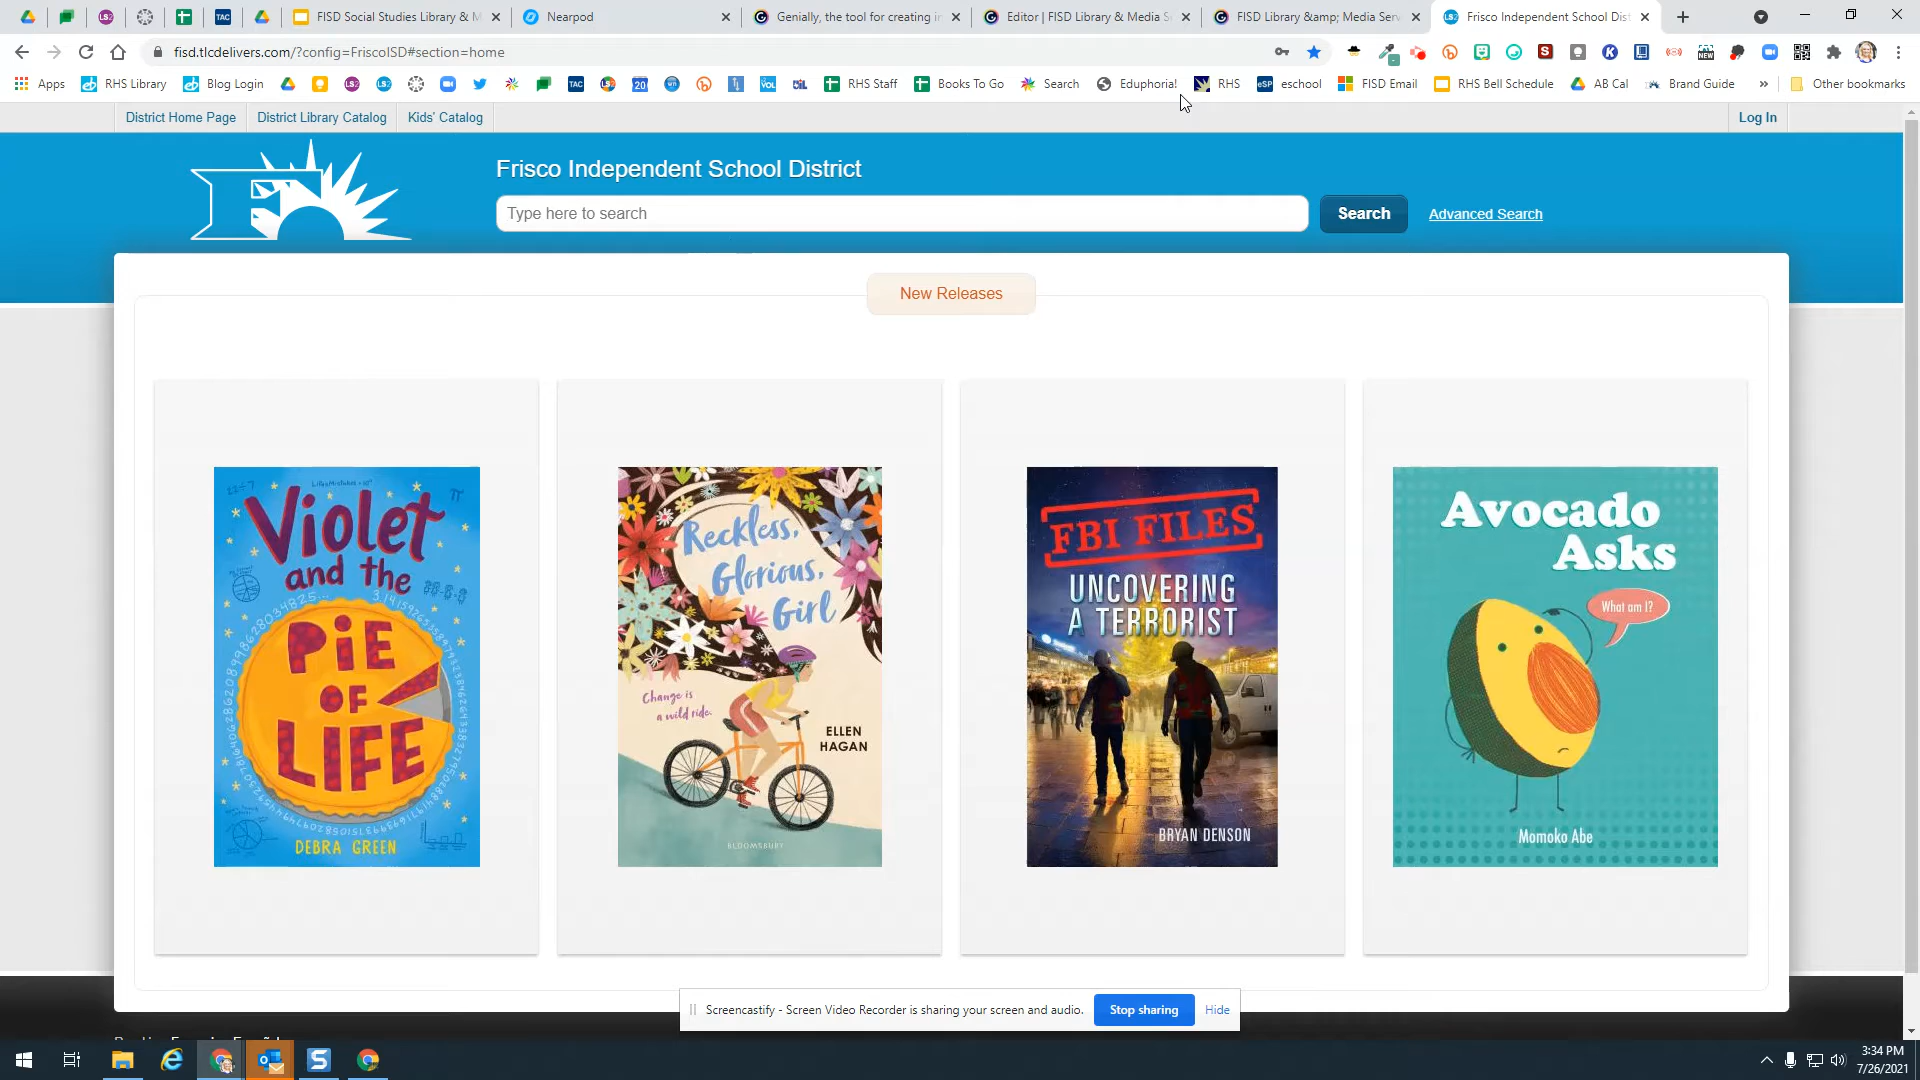 FISD Social Studies Library & M
Nearpod
Genially, the tool for creating in
Editor | FISD Library & Media S
FISD Library &amp; Media Serv
Frisco Independent School Dist
fisd.tlcdelivers.com/?config=FriscoISD#section=home
Apps
RHS Library
Blog Login
RHS Staff
Books To Go
Search
Eduphoria!
RHS
eschool
FISD Email
RHS Bell Schedule
AB Cal
Brand Guide
»
Other bookmarks
District Home Page
District Library Catalog
Kids' Catalog
Log In
Frisco Independent School District
Type here to search
Search
Advanced Search
New Releases
Violet
and the
PiE
OF
LiFE
DEBRA GREEN
Reckless,
Glorious,
Girl
Change is
a wild ride.
ELLEN
HAGAN
BLOOMSBURY
FBI FILES
UNCOVERING
A TERRORIST
BRYAN DENSON
Avocado
Asks
What am I?
Momoko Abe
Screencastify - Screen Video Recorder is sharing your screen and audio.
Stop sharing
Hide
3:34 PM
7/26/2021